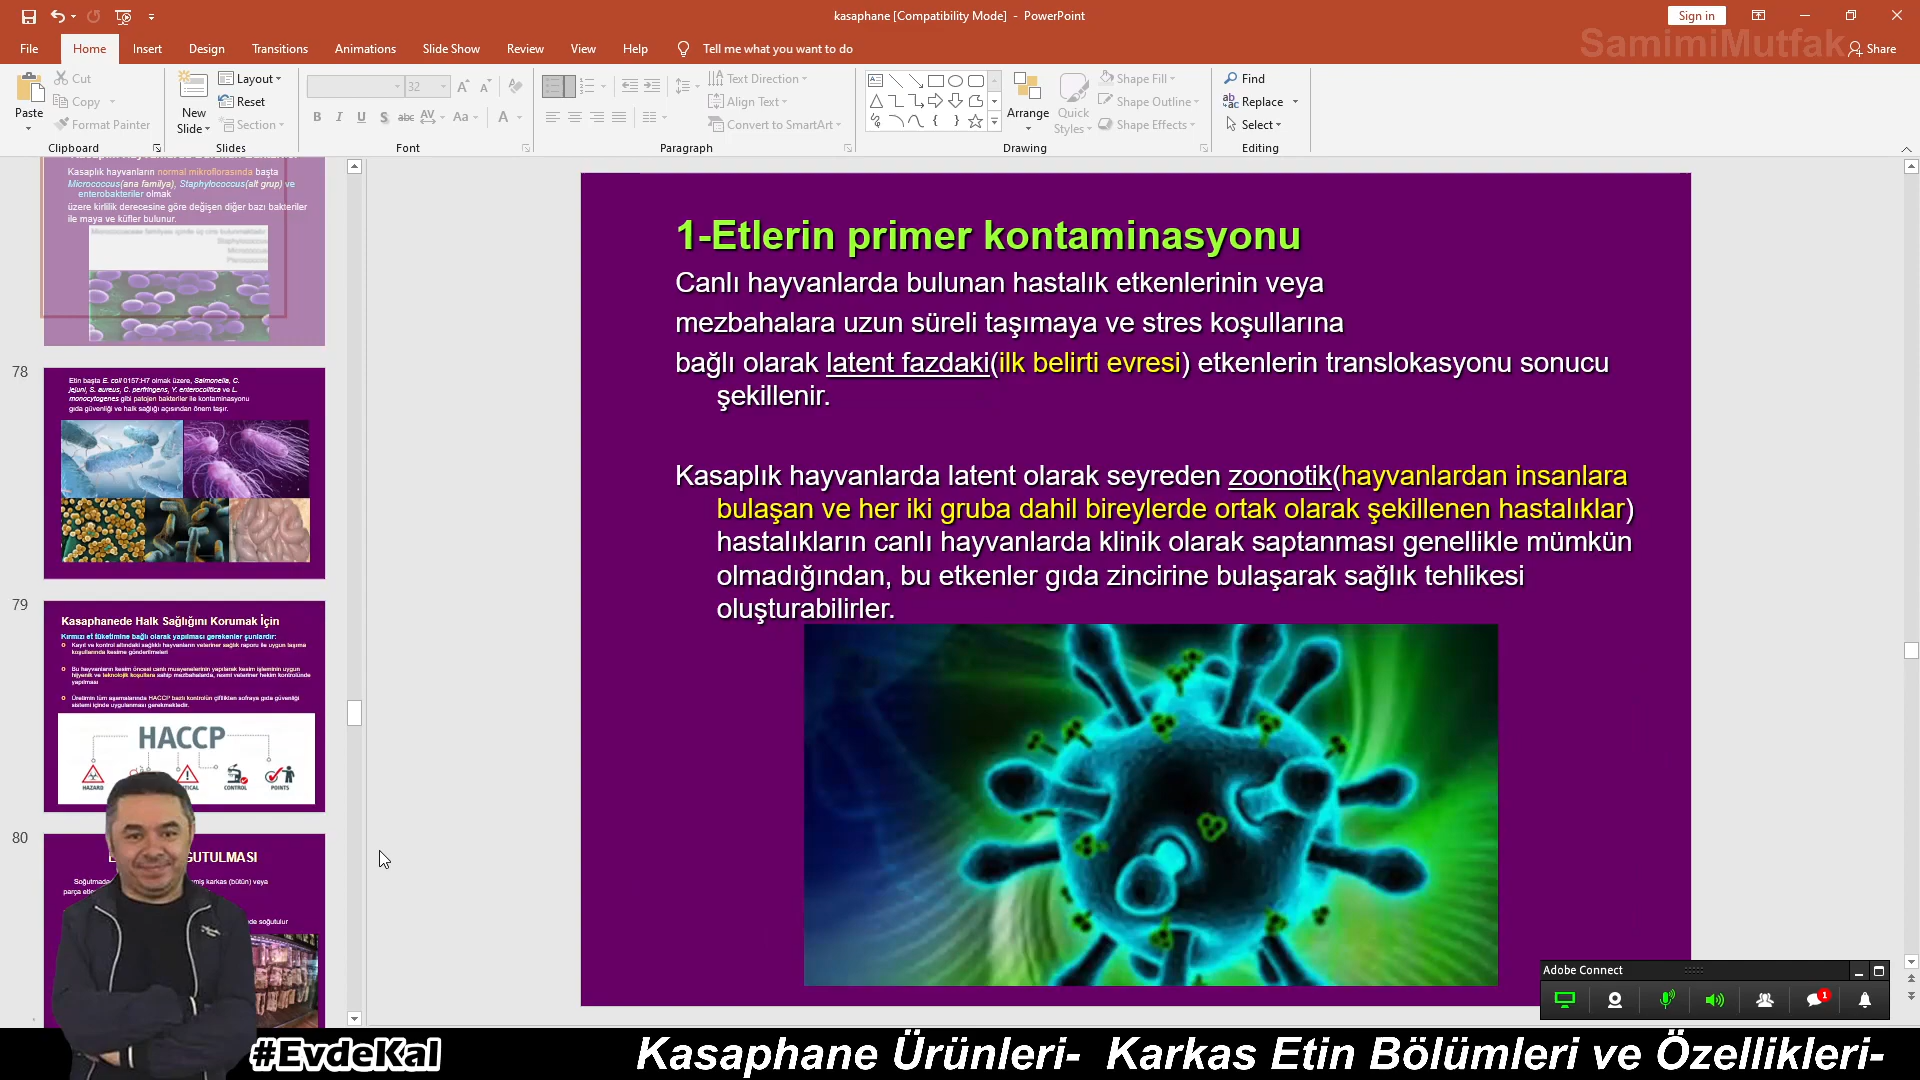 kasaphane [Compatibility Mode] - PowerPoint
Sign in
File Home Insert Design Transitions Animations Slide Show Review View Help Tell me what you want to do
SamimiMutfak
Share
Paste
Cut
Copy
Format Painter
Clipboard
New Slide
Layout
Reset
Section
Slides
32
B I U S abc AV Aa A
Font
Text Direction
Align Text
Convert to SmartArt
Paragraph
Arrange
Quick Styles
Shape Fill
Shape Outline
Shape Effects
Drawing
Find
Replace
Select
Editing
Kasaplık hayvanların normal mikroflorasında başta
Micrococcus(ana familya), Staphylococcus(alt grup) ve
enterobakteriler olmak
üzere kirlilik derecesine göre değişen diğer bazı bakteriler
ile maya ve küfler bulunur.
78
Etin başta E. coli 0157:H7 olmak üzere, Salmonella, C.
jejuni, S. aureus, C. perfringens, Y. enterocolitica ve L.
monocytogenes gibi patojen bakteriler ile kontaminasyonu
gıda güvenliği ve halk sağlığı açısından önem taşır.
79
Kasaphanede Halk Sağlığını Korumak İçin
Kırmızı et tüketimine bağlı olarak yapılması gerekenler şunlardır:
Kayıt ve kontrol altındaki sağlıklı hayvanların veteriner sağlık raporu ile uygun taşıma
koşullarında kesime gönderilmeleri
Bu hayvanların kesim öncesi canlı muayenelerinin yapılarak kesim işleminin uygun
hijyenik ve teknolojik koşullara sahip mezbahalarda, resmi veteriner hekim kontrolünde
yapılması
Üretimin tüm aşamalarında HACCP bazlı kontrolün çiftlikten sofraya gıda güvenliği
sistemi içinde uygulanması gerekmektedir.
HACCP
HAZARD
CONTROL
POINTS
80
1-Etlerin primer kontaminasyonu
Canlı hayvanlarda bulunan hastalık etkenlerinin veya
mezbahalara uzun süreli taşımaya ve stres koşullarına
bağlı olarak latent fazdaki(ilk belirti evresi) etkenlerin translokasyonu sonucu
şekillenir.
Kasaplık hayvanlarda latent olarak seyreden zoonotik(hayvanlardan insanlara
bulaşan ve her iki gruba dahil bireylerde ortak olarak şekillenen hastalıklar)
hastalıkların canlı hayvanlarda klinik olarak saptanması genellikle mümkün
olmadığından, bu etkenler gıda zincirine bulaşarak sağlık tehlikesi
oluşturabilirler.
Adobe Connect
1
#EvdeKal
Kasaphane Ürünleri- Karkas Etin Bölümleri ve Özellikleri-